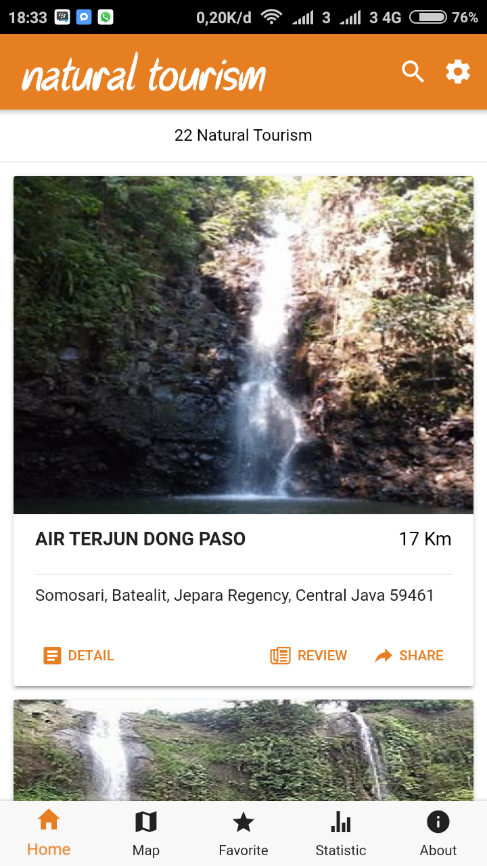 18:33 0,20K/d 3 3 4G 76%
natural tourism
22 Natural Tourism
AIR TERJUN DONG PASO 17 Km
Somosari, Batealit, Jepara Regency, Central Java 59461
DETAIL REVIEW SHARE
Home Map Favorite Statistic About